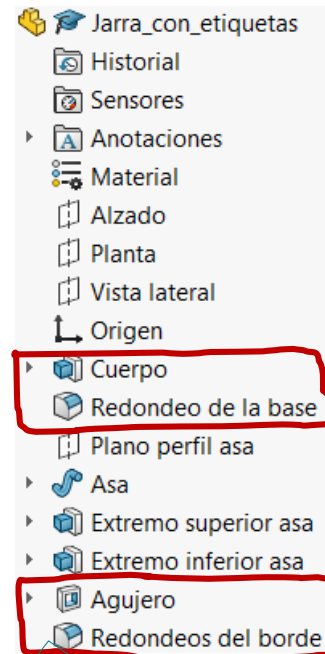 Jarra_con_etiquetas
Historial
Sensores
Anotaciones
Material
Alzado
Planta
Vista lateral
Origen
Cuerpo
Redondeo de la base
Plano perfil asa
Asa
Extremo superior asa
Extremo inferior asa
Agujero
Redondeos del borde